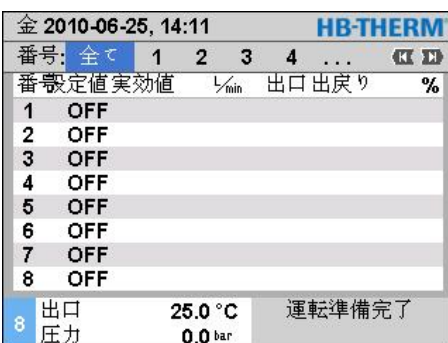 金 2010-06-25, 14:11 HB-THERM
番号: 全て 1 2 3 4 ...
番号設定値実効値 L/min 出口出戻り %
1 OFF
2 OFF
3 OFF
4 OFF
5 OFF
6 OFF
7 OFF
8 OFF
8 出口 25.0 °C 運転準備完了
圧力 0.0 bar